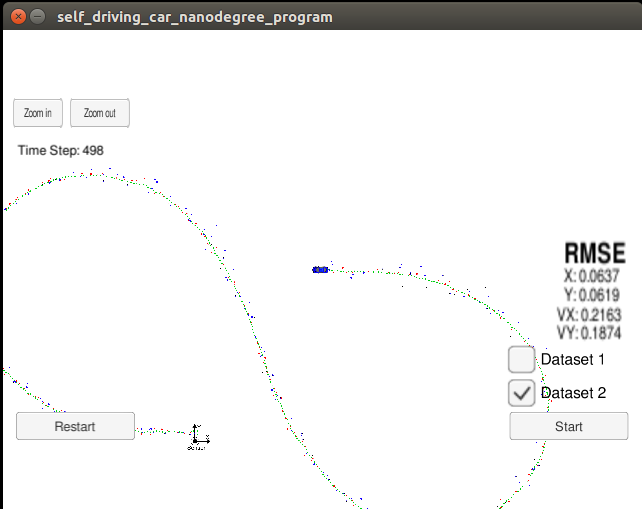 self_driving_car_nanodegree_program
Zoom in
Zoom out
Time Step: 498
RMSE
X: 0.0637
Y: 0.0619
VX: 0.2163
VY: 0.1874
Dataset 1
Dataset 2
Restart
Start